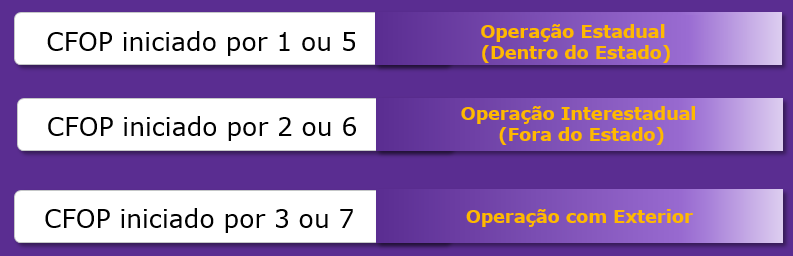 CFOP iniciado por 1 ou 5
Operação Estadual
(Dentro do Estado)
CFOP iniciado por 2 ou 6
Operação Interestadual
(Fora do Estado)
CFOP iniciado por 3 ou 7
Operação com Exterior